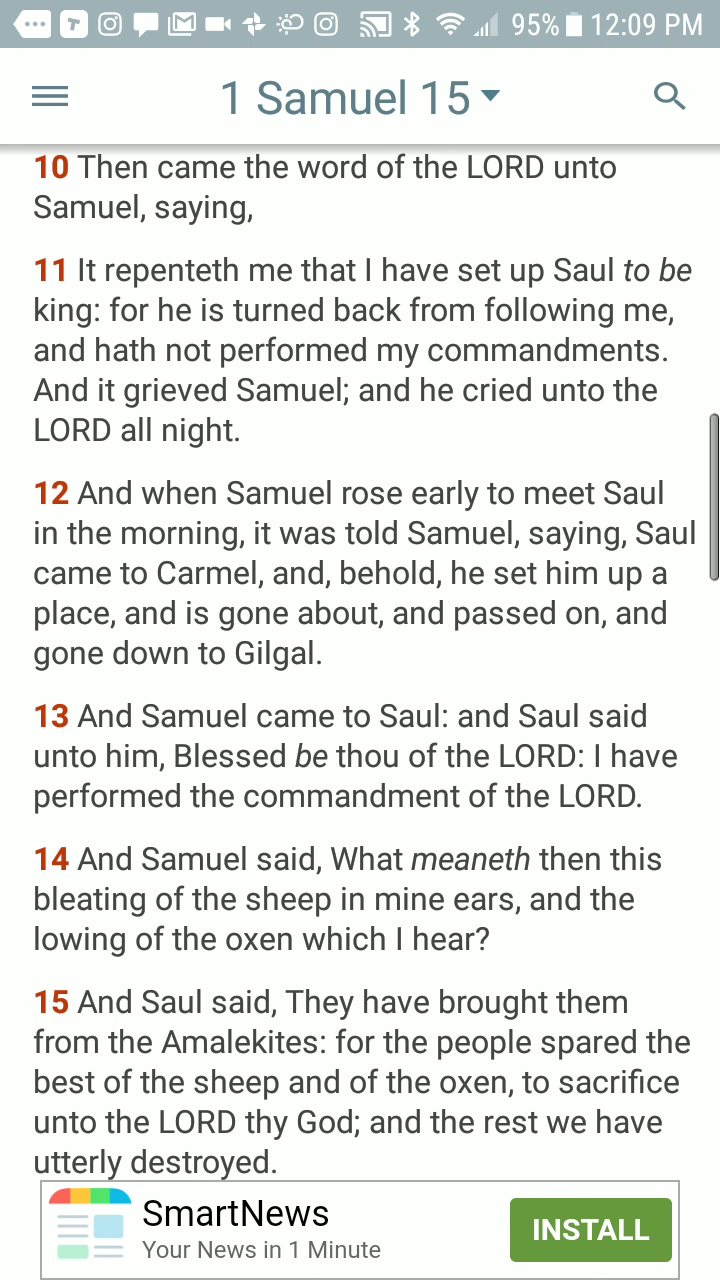 95% 12:09 PM
1 Samuel 15
10 Then came the word of the LORD unto
Samuel, saying,
11 It repenteth me that I have set up Saul to be
king: for he is turned back from following me,
and hath not performed my commandments.
And it grieved Samuel; and he cried unto the
LORD all night.
12 And when Samuel rose early to meet Saul
in the morning, it was told Samuel, saying, Saul
came to Carmel, and, behold, he set him up a
place, and is gone about, and passed on, and
gone down to Gilgal.
13 And Samuel came to Saul: and Saul said
unto him, Blessed be thou of the LORD: I have
performed the commandment of the LORD.
14 And Samuel said, What meaneth then this
bleating of the sheep in mine ears, and the
lowing of the oxen which I hear?
15 And Saul said, They have brought them
from the Amalekites: for the people spared the
best of the sheep and of the oxen, to sacrifice
unto the LORD thy God; and the rest we have
utterly destroyed.
SmartNews
Your News in 1 Minute
INSTALL